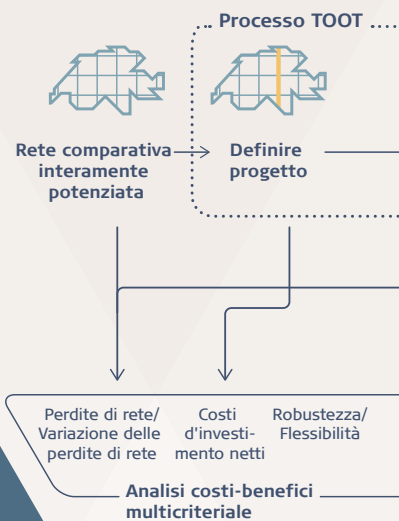 Processo TOOT
Rete comparativa
interamente
potenziata
Definire
progetto
Perdite di rete/
Variazione delle
perdite di rete
Costi
d'investi-
mento netti
Robustezza/
Flessibilità
Analisi costi-benefici
multicriteriale